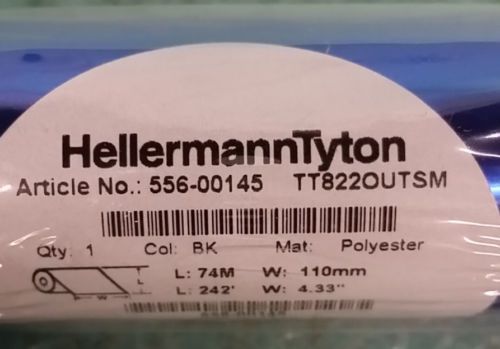 HellermannTyton
Article No.: 556-00145 TT822OUTSM
Qty: 1 Col: BK Mat: Polyester
L: 74M W: 110mm
L: 242' W: 4.33"
L
W